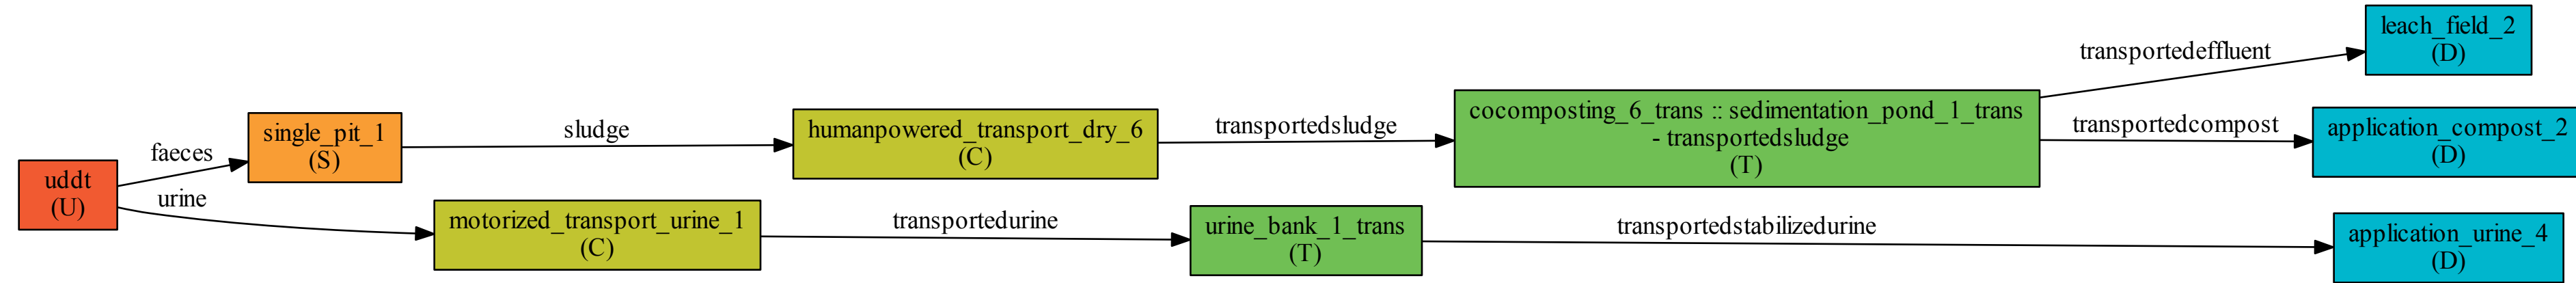 uddt
(U)
faeces
urine
single_pit_1
(S)
sludge
humanpowered_transport_dry_6
(C)
transportedsludge
cocomposting_6_trans :: sedimentation_pond_1_trans
- transportedsludge
(T)
transportedeffluent
leach_field_2
(D)
transportedcompost
application_compost_2
(D)
motorized_transport_urine_1
(C)
transportedurine
urine_bank_1_trans
(T)
transportedstabilizedurine
application_urine_4
(D)